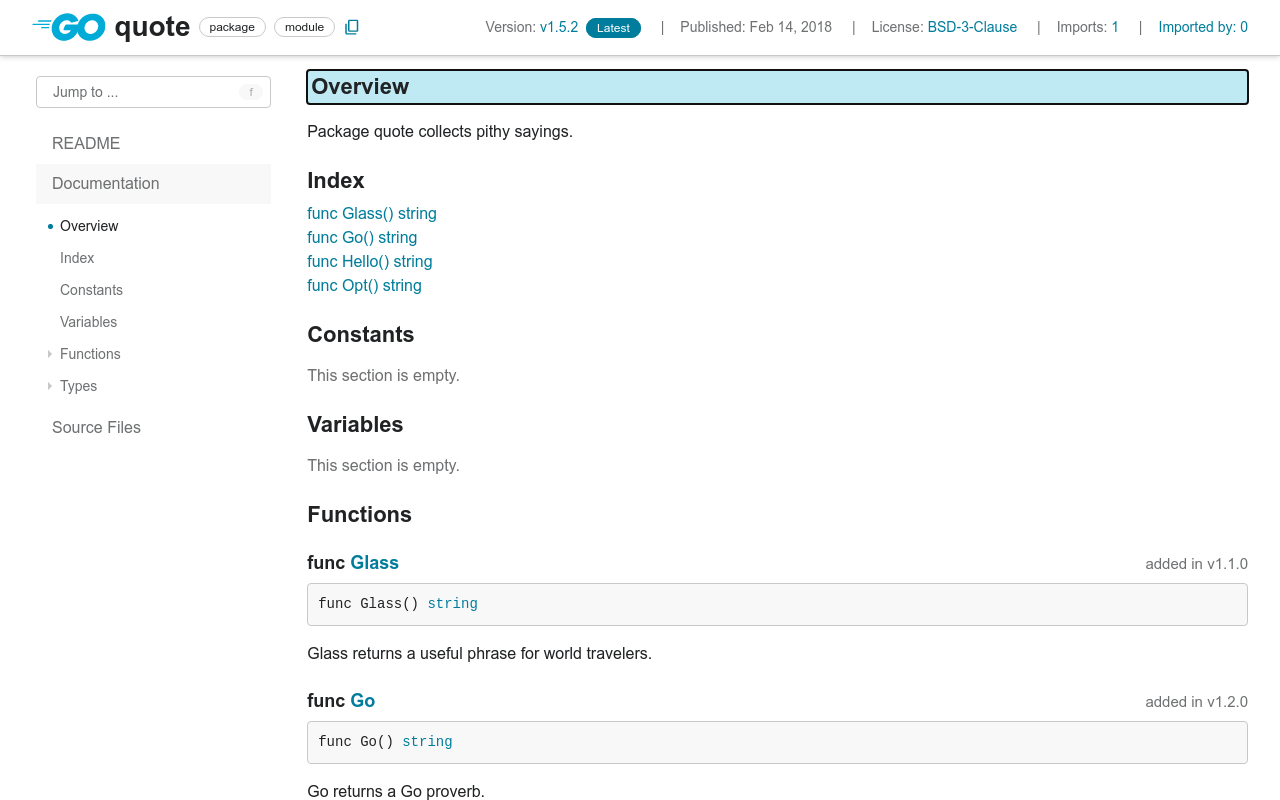 GO quote package module Version: v1.5.2 Latest | Published: Feb 14, 2018 | License: BSD-3-Clause | Imports: 1 | Imported by: 0
Jump to ... f
README
Documentation
Overview
Index
Constants
Variables
Functions
Types
Source Files
Overview
Package quote collects pithy sayings.
Index
func Glass() string
func Go() string
func Hello() string
func Opt() string
Constants
This section is empty.
Variables
This section is empty.
Functions
func Glass added in v1.1.0
func Glass() string
Glass returns a useful phrase for world travelers.
func Go added in v1.2.0
func Go() string
Go returns a Go proverb.